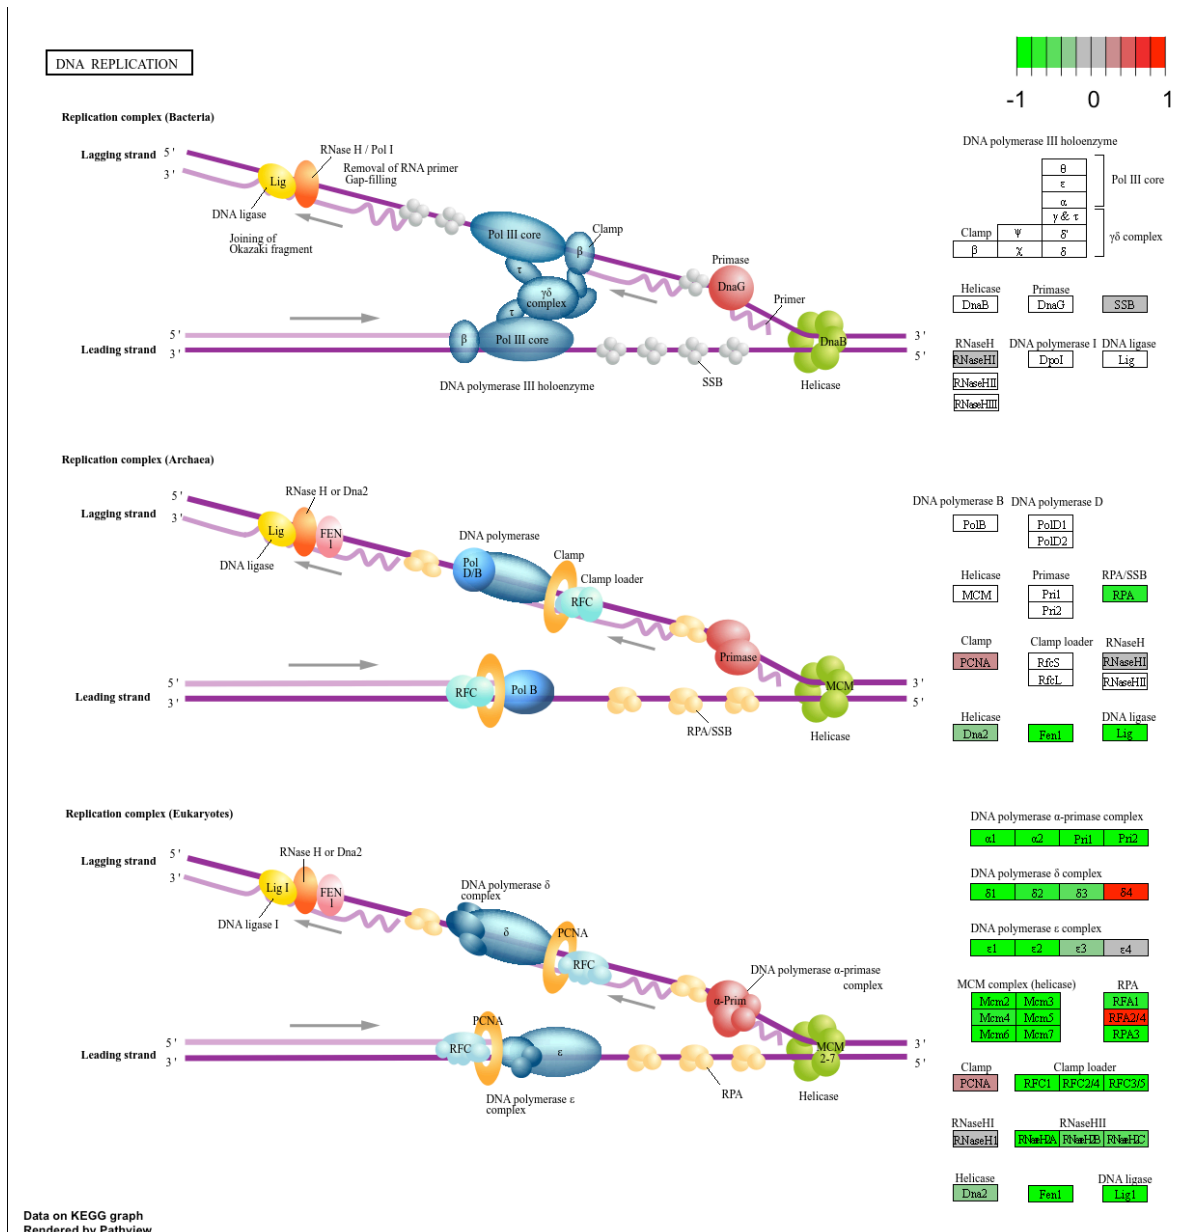 DNA REPLICATION
-1 0 1
Replication complex (Bacteria)
Lagging strand 5' 3'
RNase H / Pol I
Removal of RNA primer
Gap-filling
Lig
DNA ligase
Joining of
Okazaki fragment
Pol III core
Clamp
β
τ
γδ
complex
τ
Primase
DnaG
Primer
5'
Leading strand 3'
β
Pol III core
DnaB
3'
5'
SSB
Helicase
DNA polymerase III holoenzyme
DNA polymerase III holoenzyme
θ
ε
α
Pol III core
γ & τ
Clamp ψ δ'
β χ δ
γδ complex
Helicase Primase
DnaB DnaG SSB
RNaseH DNA polymerase I DNA ligase
RNaseHI DpoI Lig
RNaseHII
RNaseHIII
Replication complex (Archaea)
Lagging strand 5' 3'
RNase H or Dna2
Lig
FEN
1
DNA ligase
DNA polymerase
Pol
D/B
Clamp
Clamp loader
RFC
Primase
5'
Leading strand 3'
RFC
Pol B
MCM
3'
5'
RPA/SSB
Helicase
DNA polymerase B DNA polymerase D
PolB PolD1
PolD2
Helicase Primase RPA/SSB
MCM Pri1 RPA
Pri2
Clamp Clamp loader RNaseH
PCNA RfcS RNaseHI
RfcL RNaseHII
Helicase DNA ligase
Dna2 Fen1 Lig
Replication complex (Eukaryotes)
Lagging strand 5' 3'
RNase H or Dna2
Lig I
FEN
1
DNA ligase I
DNA polymerase δ
complex
δ
PCNA
RFC
DNA polymerase α-primase
complex
α-Prim
5'
Leading strand 3'
PCNA
RFC
ε
MCM
2-7
3'
5'
DNA polymerase ε
complex
RPA
Helicase
DNA polymerase α-primase complex
α1 α2 Pri1 Pri2
DNA polymerase δ complex
δ1 δ2 δ3 δ4
DNA polymerase ε complex
ε1 ε2 ε3 ε4
MCM complex (helicase) RPA
Mcm2 Mcm3 RFA1
Mcm4 Mcm5 RFA2/4
Mcm6 Mcm7 RPA3
Clamp Clamp loader
PCNA RFC1 RFC2/4 RFC3/5
RNaseHI RNaseHII
RNaseH1 RNaseH2A RNaseH2B RNaseH2C
Helicase DNA ligase
Dna2 Fen1 Lig1
Data on KEGG graph
Rendered by Pathview